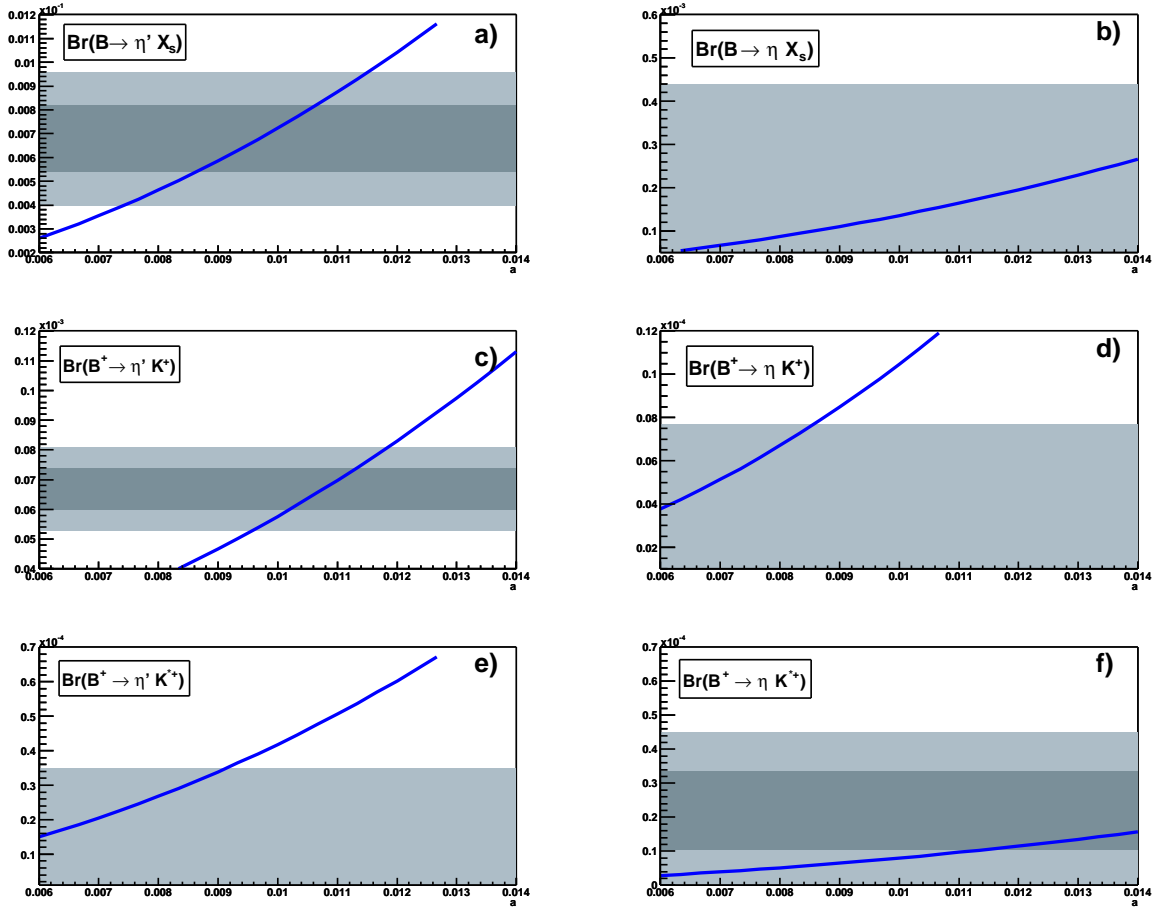 x10⁻¹
Br(B→ η' Xₛ)
a)
0.012
0.011
0.01
0.009
0.008
0.007
0.006
0.005
0.004
0.003
0.002
0.006 0.007 0.008 0.009 0.01 0.011 0.012 0.013 0.014
a
x10⁻³
Br(B→ η Xₛ)
b)
0.6
0.5
0.4
0.3
0.2
0.1
0.006 0.007 0.008 0.009 0.01 0.011 0.012 0.013 0.014
a
x10⁻³
Br(B⁺→ η' K⁺)
c)
0.12
0.11
0.1
0.09
0.08
0.07
0.06
0.05
0.04
0.006 0.007 0.008 0.009 0.01 0.011 0.012 0.013 0.014
a
x10⁻⁴
Br(B⁺→ η K⁺)
d)
0.12
0.1
0.08
0.06
0.04
0.02
0.006 0.007 0.008 0.009 0.01 0.011 0.012 0.013 0.014
a
x10⁻⁴
Br(B⁺ → η' K*⁺)
e)
0.7
0.6
0.5
0.4
0.3
0.2
0.1
0.006 0.007 0.008 0.009 0.01 0.011 0.012 0.013 0.014
a
x10⁻⁴
Br(B⁺ → η K*⁺)
f)
0.7
0.6
0.5
0.4
0.3
0.2
0.1
0
0.006 0.007 0.008 0.009 0.01 0.011 0.012 0.013 0.014
a